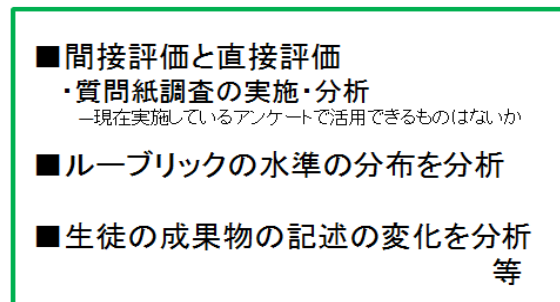 ■間接評価と直接評価
・質問紙調査の実施・分析
―現在実施しているアンケートで活用できるものはないか
■ルーブリックの水準の分布を分析
■生徒の成果物の記述の変化を分析
等